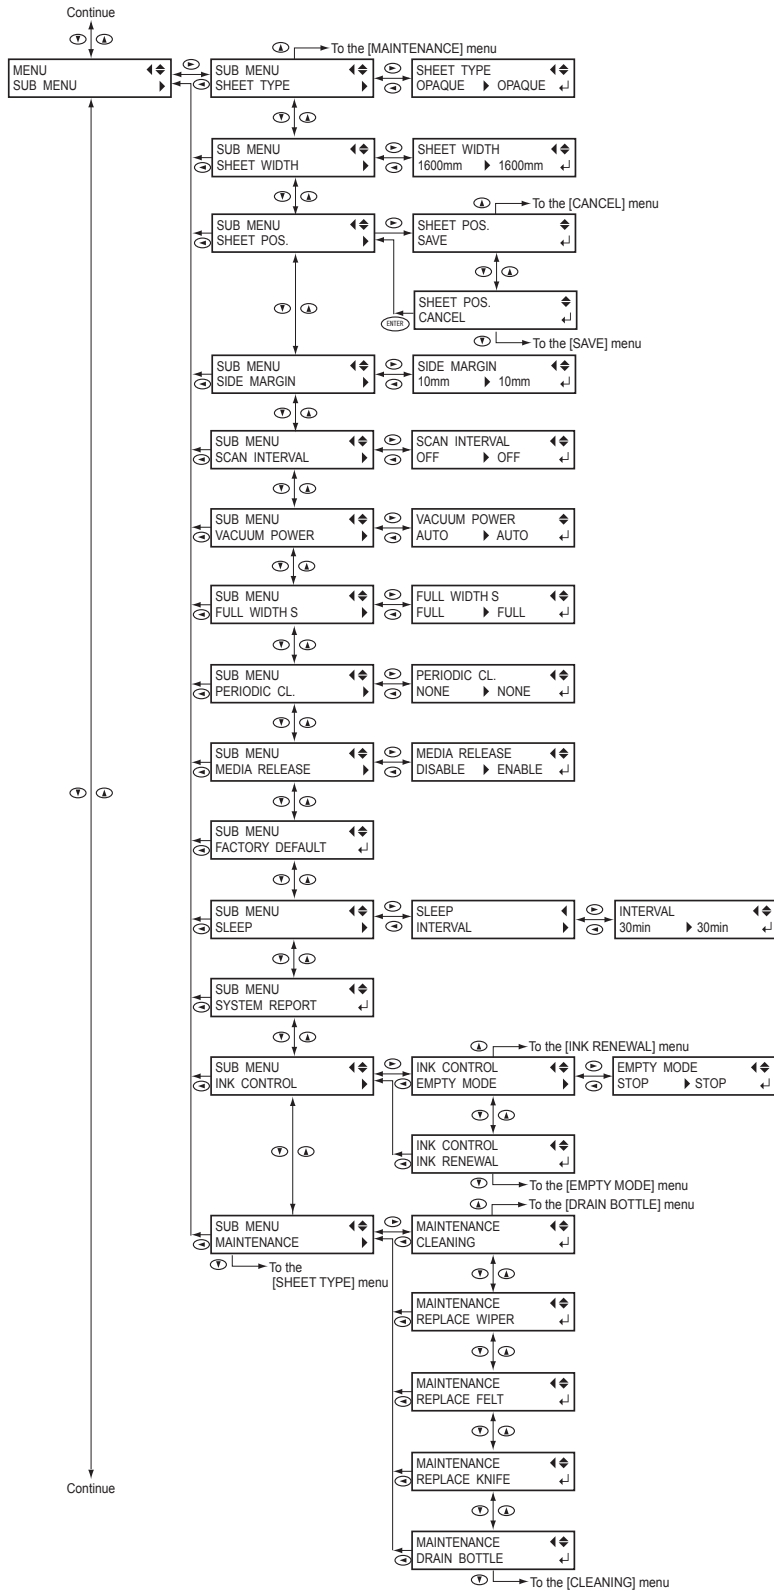 Continue
To the [MAINTENANCE] menu
MENU
SUB MENU
SUB MENU
SHEET TYPE
SHEET TYPE
OPAQUE OPAQUE
SUB MENU
SHEET WIDTH
SHEET WIDTH
1600mm 1600mm
To the [CANCEL] menu
SUB MENU
SHEET POS.
SHEET POS.
SAVE
SHEET POS.
CANCEL
ENTER
To the [SAVE] menu
SUB MENU
SIDE MARGIN
SIDE MARGIN
10mm 10mm
SUB MENU
SCAN INTERVAL
SCAN INTERVAL
OFF OFF
SUB MENU
VACUUM POWER
VACUUM POWER
AUTO AUTO
SUB MENU
FULL WIDTH S
FULL WIDTH S
FULL FULL
SUB MENU
PERIODIC CL.
PERIODIC CL.
NONE NONE
SUB MENU
MEDIA RELEASE
MEDIA RELEASE
DISABLE ENABLE
SUB MENU
FACTORY DEFAULT
SUB MENU
SLEEP
SLEEP
INTERVAL
INTERVAL
30min 30min
SUB MENU
SYSTEM REPORT
To the [INK RENEWAL] menu
SUB MENU
INK CONTROL
INK CONTROL
EMPTY MODE
EMPTY MODE
STOP STOP
INK CONTROL
INK RENEWAL
To the [EMPTY MODE] menu
To the [DRAIN BOTTLE] menu
SUB MENU
MAINTENANCE
MAINTENANCE
CLEANING
To the
[SHEET TYPE] menu
MAINTENANCE
REPLACE WIPER
MAINTENANCE
REPLACE FELT
MAINTENANCE
REPLACE KNIFE
Continue
MAINTENANCE
DRAIN BOTTLE
To the [CLEANING] menu